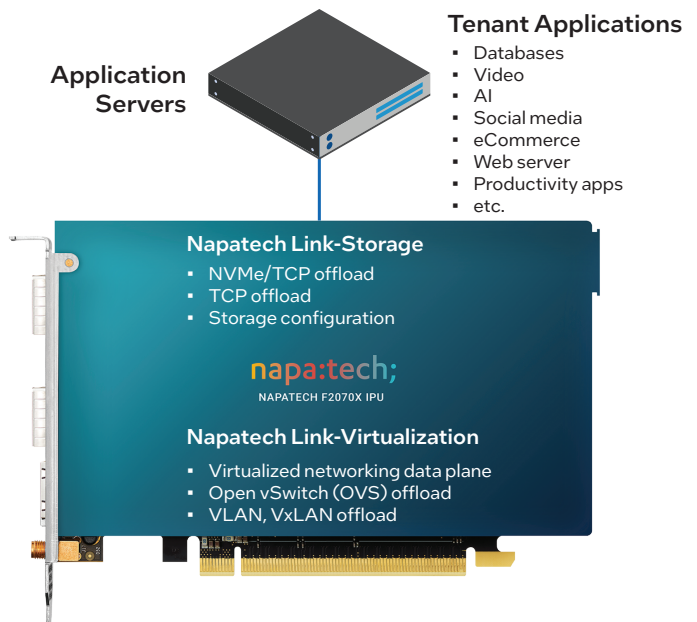 Application
Servers
Tenant Applications
▪ Databases
▪ Video
▪ AI
▪ Social media
▪ eCommerce
▪ Web server
▪ Productivity apps
▪ etc.
Napatech Link-Storage
▪ NVMe/TCP offload
▪ TCP offload
▪ Storage configuration
napa:tech;
NAPATECH F2070X IPU
Napatech Link-Virtualization
▪ Virtualized networking data plane
▪ Open vSwitch (OVS) offload
▪ VLAN, VxLAN offload